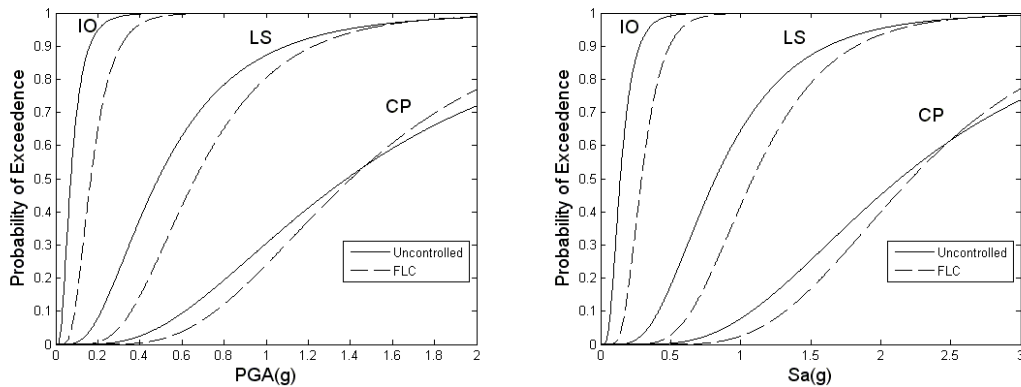 IO
LS
CP
Probability of Exceedence
1
0.9
0.8
0.7
0.6
0.5
0.4
0.3
0.2
0.1
0
Uncontrolled
FLC
0 0.2 0.4 0.6 0.8 1 1.2 1.4 1.6 1.8 2
PGA(g)
IO
LS
CP
Probability of Exceedence
1
0.9
0.8
0.7
0.6
0.5
0.4
0.3
0.2
0.1
0
Uncontrolled
FLC
0 0.5 1 1.5 2 2.5 3
Sa(g)